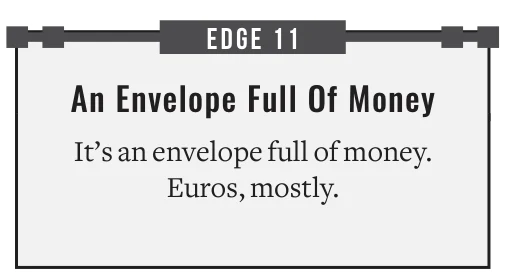 EDGE 11
An Envelope Full Of Money
It’s an envelope full of money.
Euros, mostly.